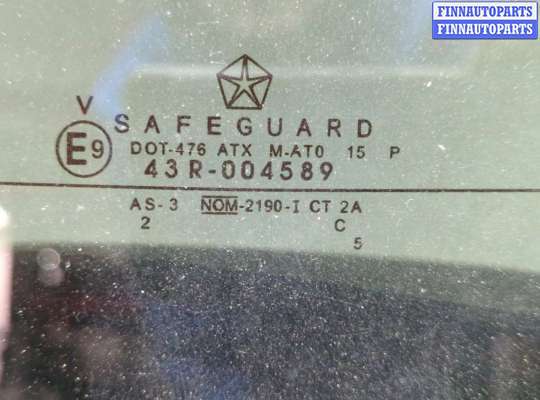 FINNAUTOPARTS
FINNAUTOPARTS
V
SAFEGUARD
E9
DOT-476 ATX M-AT0 15 P
43R-004589
AS-3 NOM-2190-I CT 2A
2 C
5